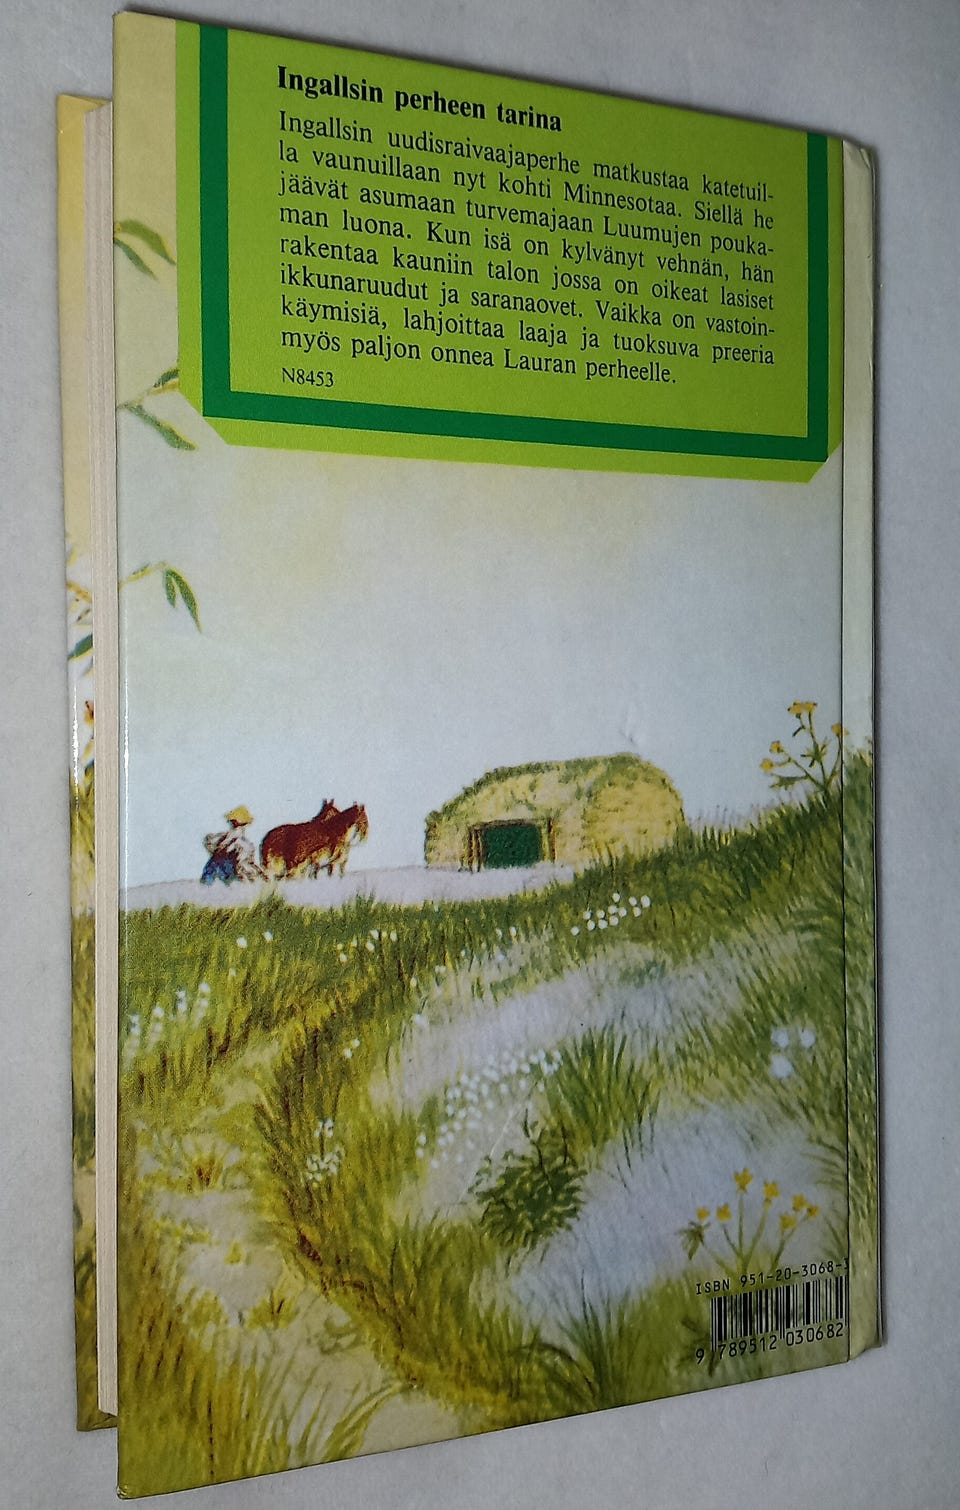 Ingallsin perheen tarina
Ingallsin uudisraivaajaperhe matkustaa katetuil-
la vaunuillaan nyt kohti Minnesotaa. Siellä he
jäävät asumaan turvemajaan Luumujen pouka-
man luona. Kun isä on kylvänyt vehnän, hän
rakentaa kauniin talon jossa on oikeat lasiset
ikkunaruudut ja saranaovet. Vaikka on vastoin-
käymisiä, lahjoittaa laaja ja tuoksuva preeria
myös paljon onnea Lauran perheelle.
N8453
ISBN 951-20-3068-
9 789512 030682